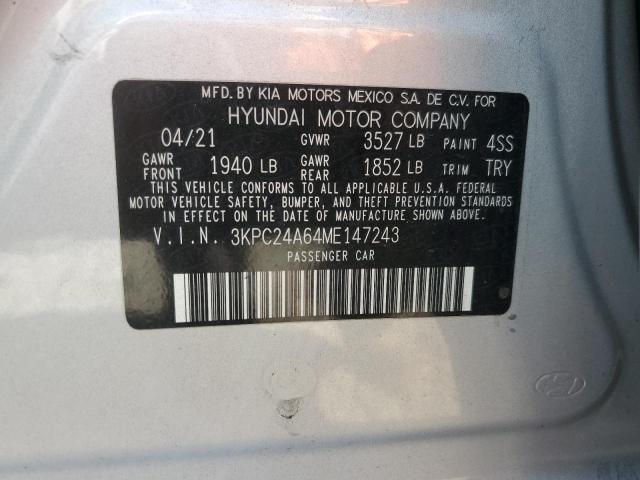 MFD. BY KIA MOTORS MEXICO S.A. DE C.V. FOR
HYUNDAI MOTOR COMPANY
04/21 GVWR 3527 LB PAINT 4SS
GAWR FRONT 1940 LB GAWR REAR 1852 LB TRIM TRY
THIS VEHICLE CONFORMS TO ALL APPLICABLE U.S.A. FEDERAL
MOTOR VEHICLE SAFETY, BUMPER, AND THEFT PREVENTION STANDARDS
IN EFFECT ON THE DATE OF MANUFACTURE SHOWN ABOVE.
V.I.N. 3KPC24A64ME147243
PASSENGER CAR